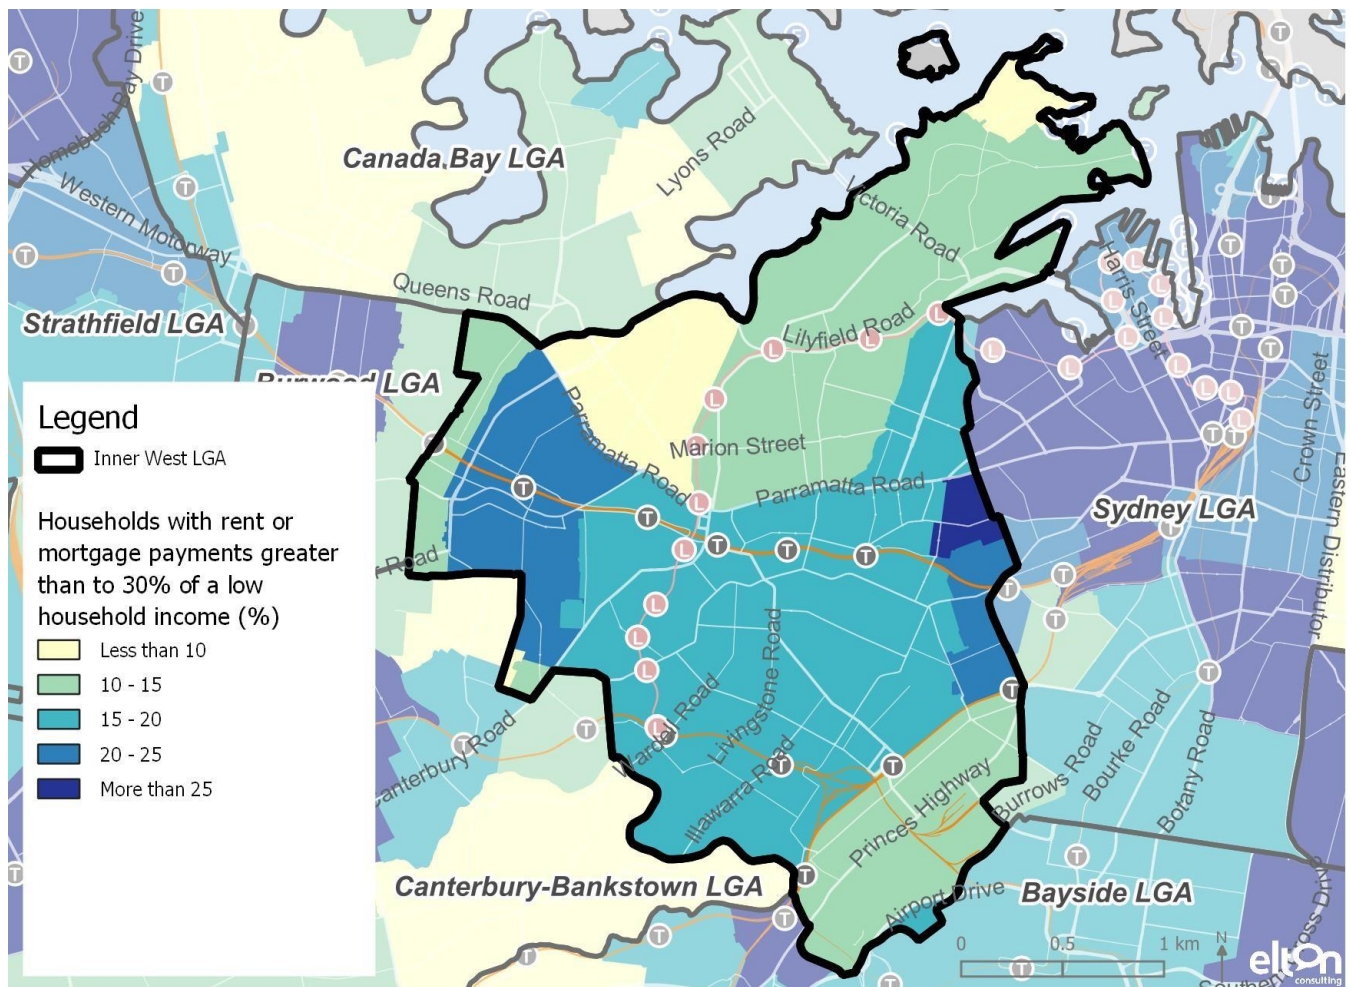 Homebush Bay Drive
Canada Bay LGA
Lyons Road
Western Motorway
Victoria Road
Queens Road
Harris Street
Strathfield LGA
Lilyfield Road
Burwood LGA
Crown Street
Legend
Inner West LGA
Parramatta Road
Marion Street
Eastern Distributor
Parramatta Road
Sydney LGA
Households with rent or
mortgage payments greater
than to 30% of a low
household income (%)
Road
Less than 10
10 - 15
15 - 20
20 - 25
More than 25
Livingstone Road
Wardell Road
Canterbury Road
Illawarra Road
Princes Highway
Burrows Road
Bourke Road
Botany Road
Canterbury-Bankstown LGA
Airport Drive
Bayside LGA
0 0.5 1 km
N
elton
consulting